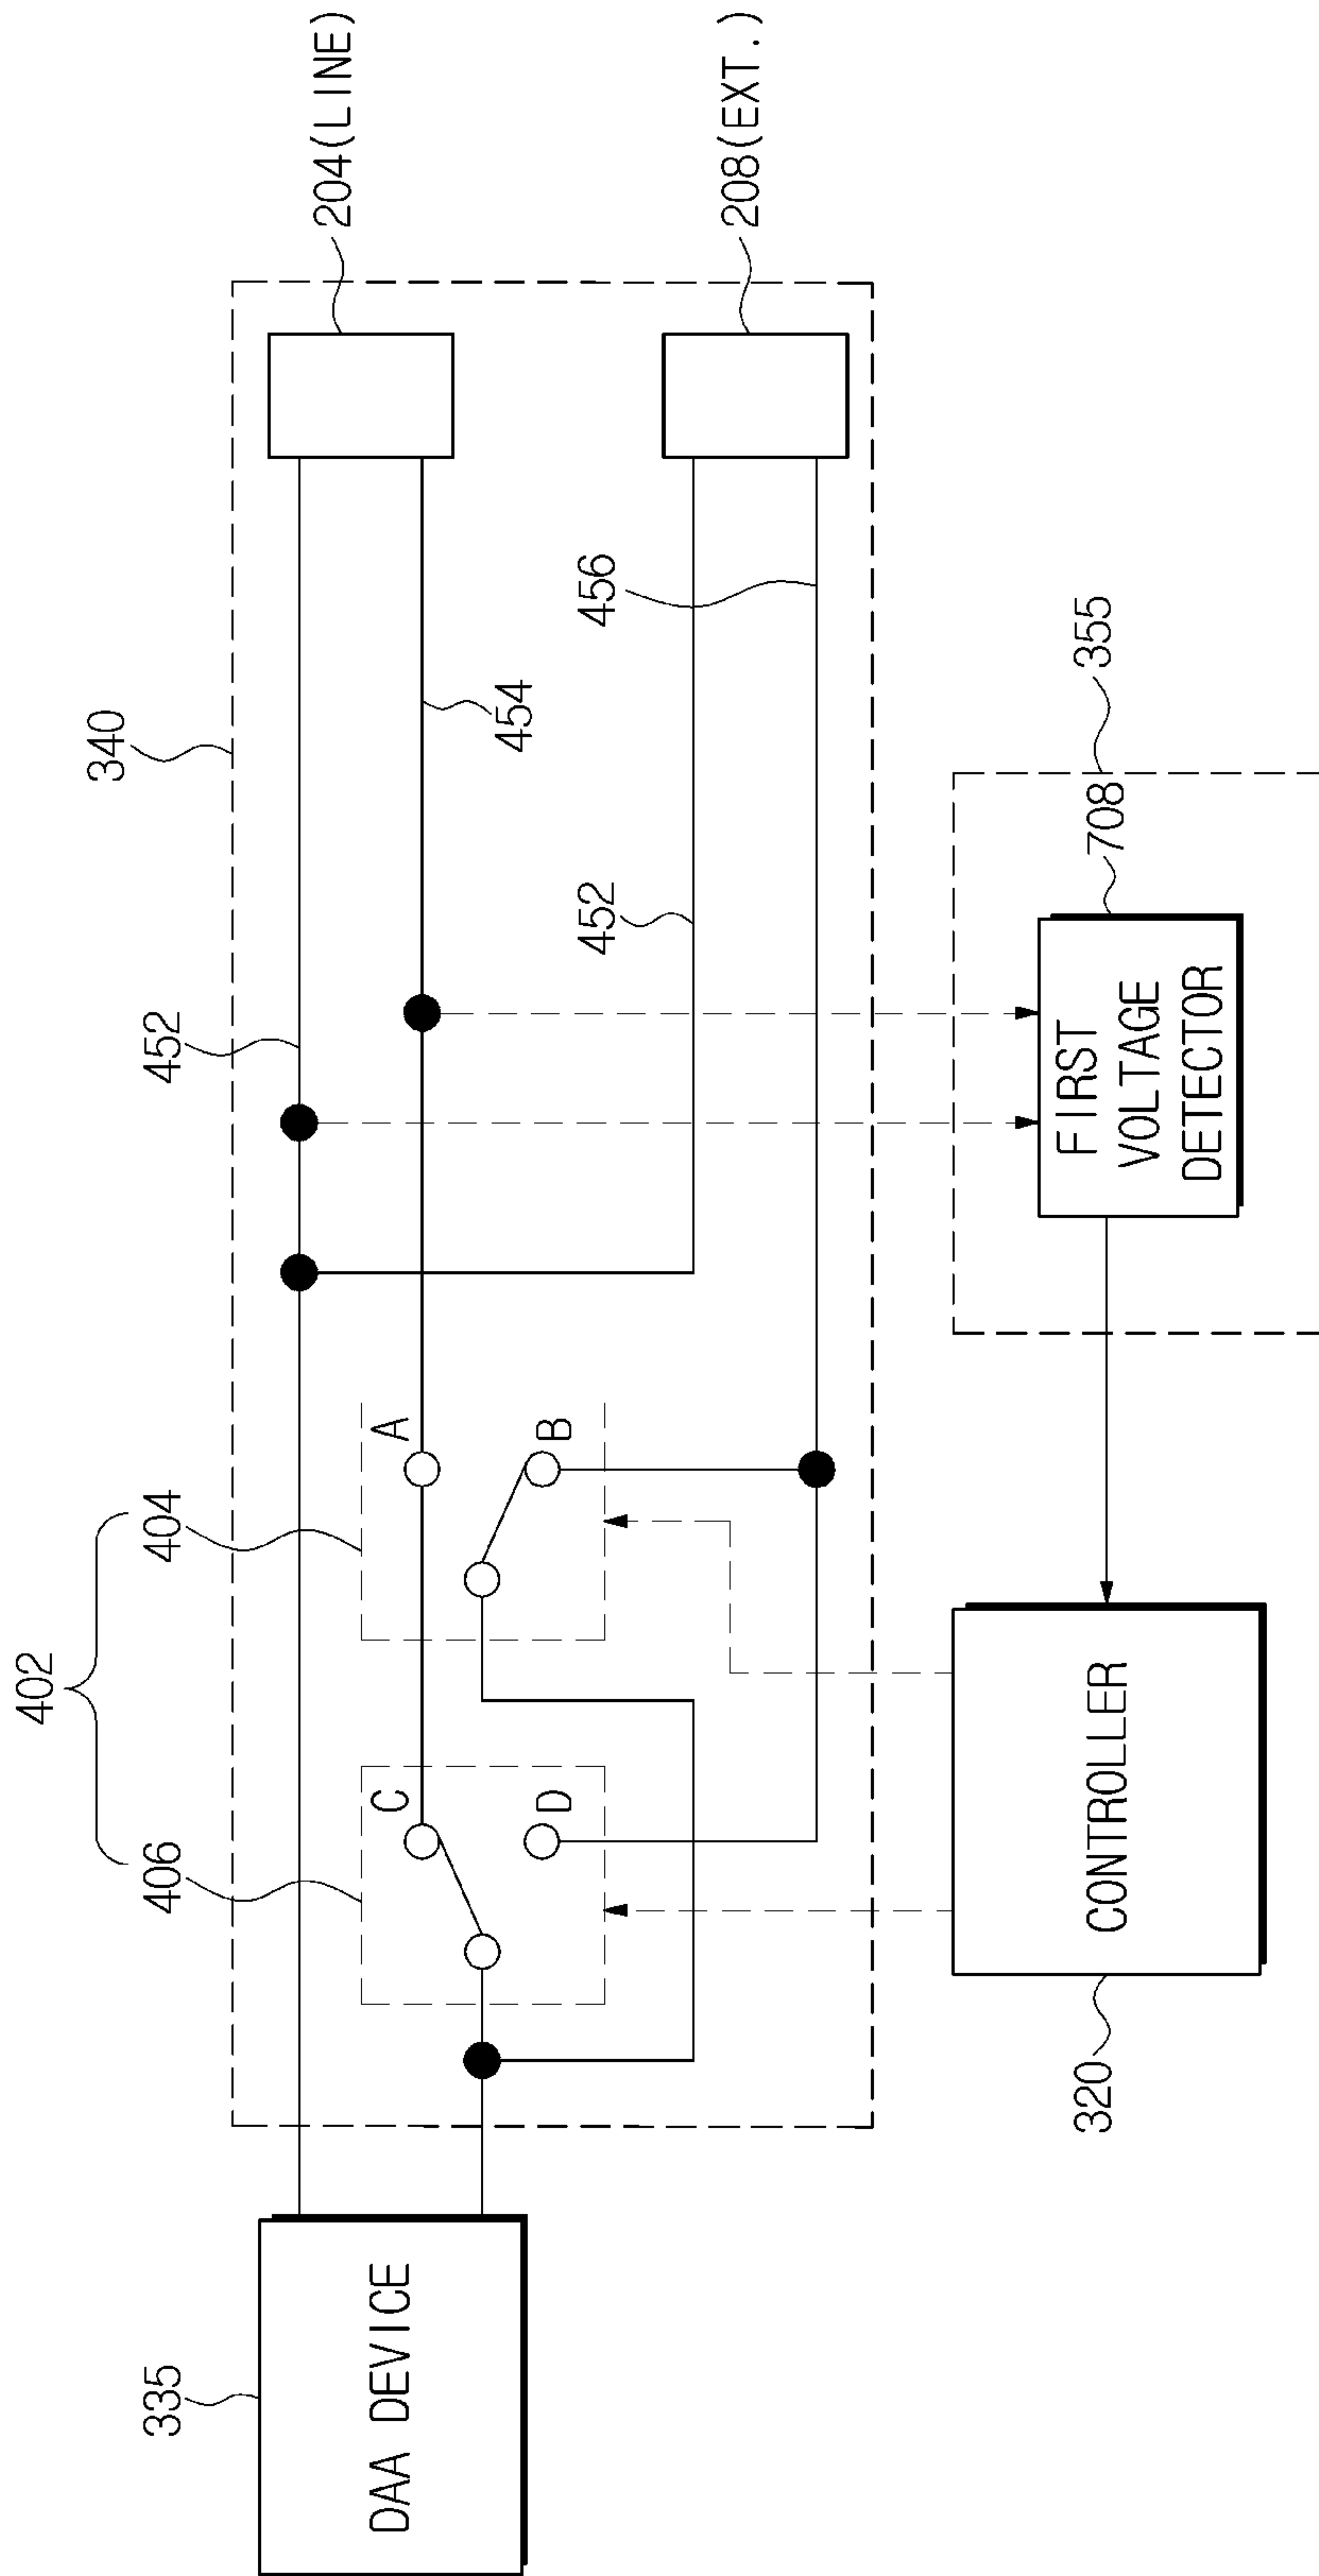 340
402
406
404
452
204(LINE)
C
A
D
B
454
335
DAA DEVICE
452
456
208(EXT.)
320
CONTROLLER
355
708
FIRST
VOLTAGE
DETECTOR